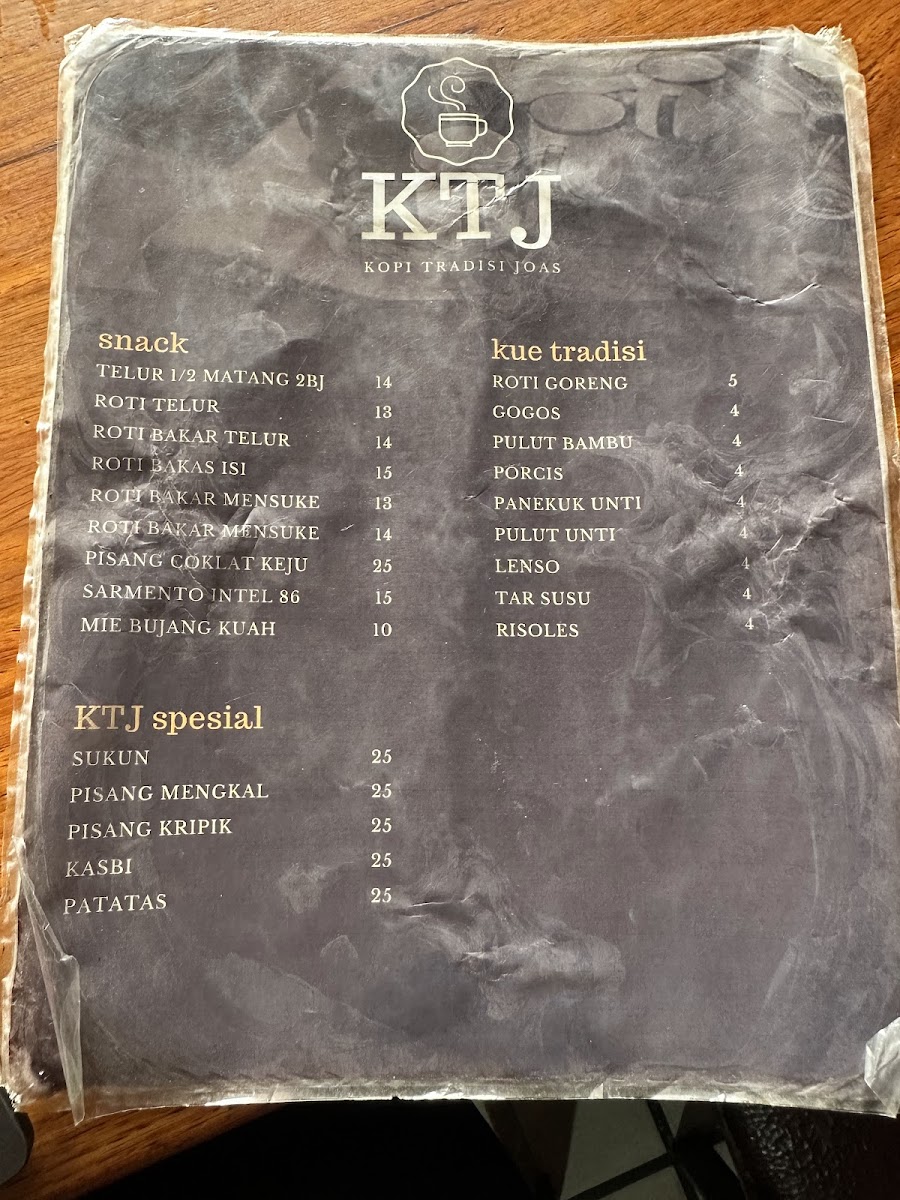 KTJ
KOPI TRADISI JOAS
snack
TELUR 1/2 MATANG 2BJ 14
ROTI TELUR 13
ROTI BAKAR TELUR 14
ROTI BAKAS ISI 15
ROTI BAKAR MENSUKE 13
ROTI BAKAR MENSUKE 14
PISANG COKLAT KEJU 25
SARMENTO INTEL 86 15
MIE BUJANG KUAH 10
KTJ spesial
SUKUN 25
PISANG MENGKAL 25
PISANG KRIPIK 25
KASBI 25
PATATAS 25
kue tradisi
ROTI GORENG 5
GOGOS 4
PULUT BAMBU 4
PORCIS 4
PANEKUK UNTI 4
PULUT UNTI 4
LENSO 4
TAR SUSU 4
RISOLES 4